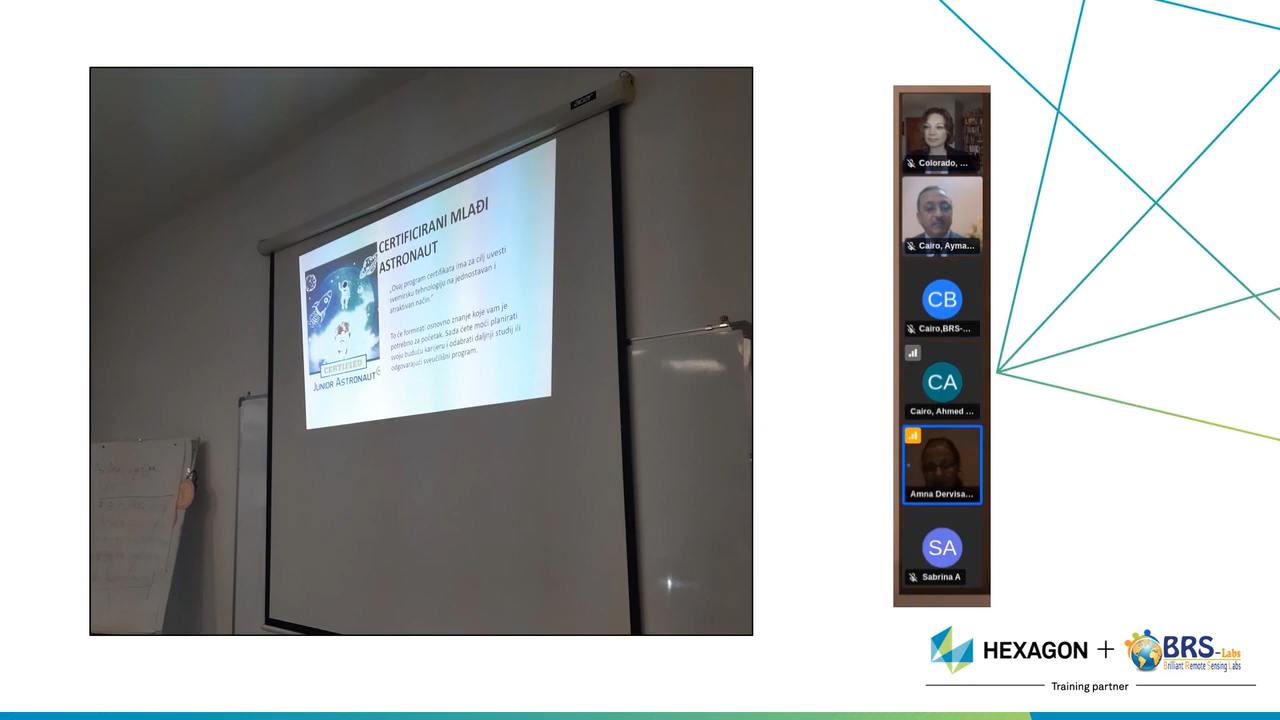 acer
CERTIFICIRANI MLAĐI
ASTRONAUT
„Ovaj program certifikata ima za cilj uvesti
svemirsku tehnologiju na jednostavan i
atraktivan način.“
To će formirati osnovno znanje koje vam je
potrebno za početak. Sada ćete moći planirati
svoju buduću karijeru i odabrati daljnji studij ili
odgovarajući sveučilišni program.
CERTIFIED
JUNIOR ASTRONAUT
Colorado, ...
Cairo, Ayma...
CB
Cairo,BRS-...
CA
Cairo, Ahmed ...
Amna Dervisa...
SA
Sabrina A
HEXAGON + BRS-Labs
Brilliant Remote Sensing Labs
Training partner